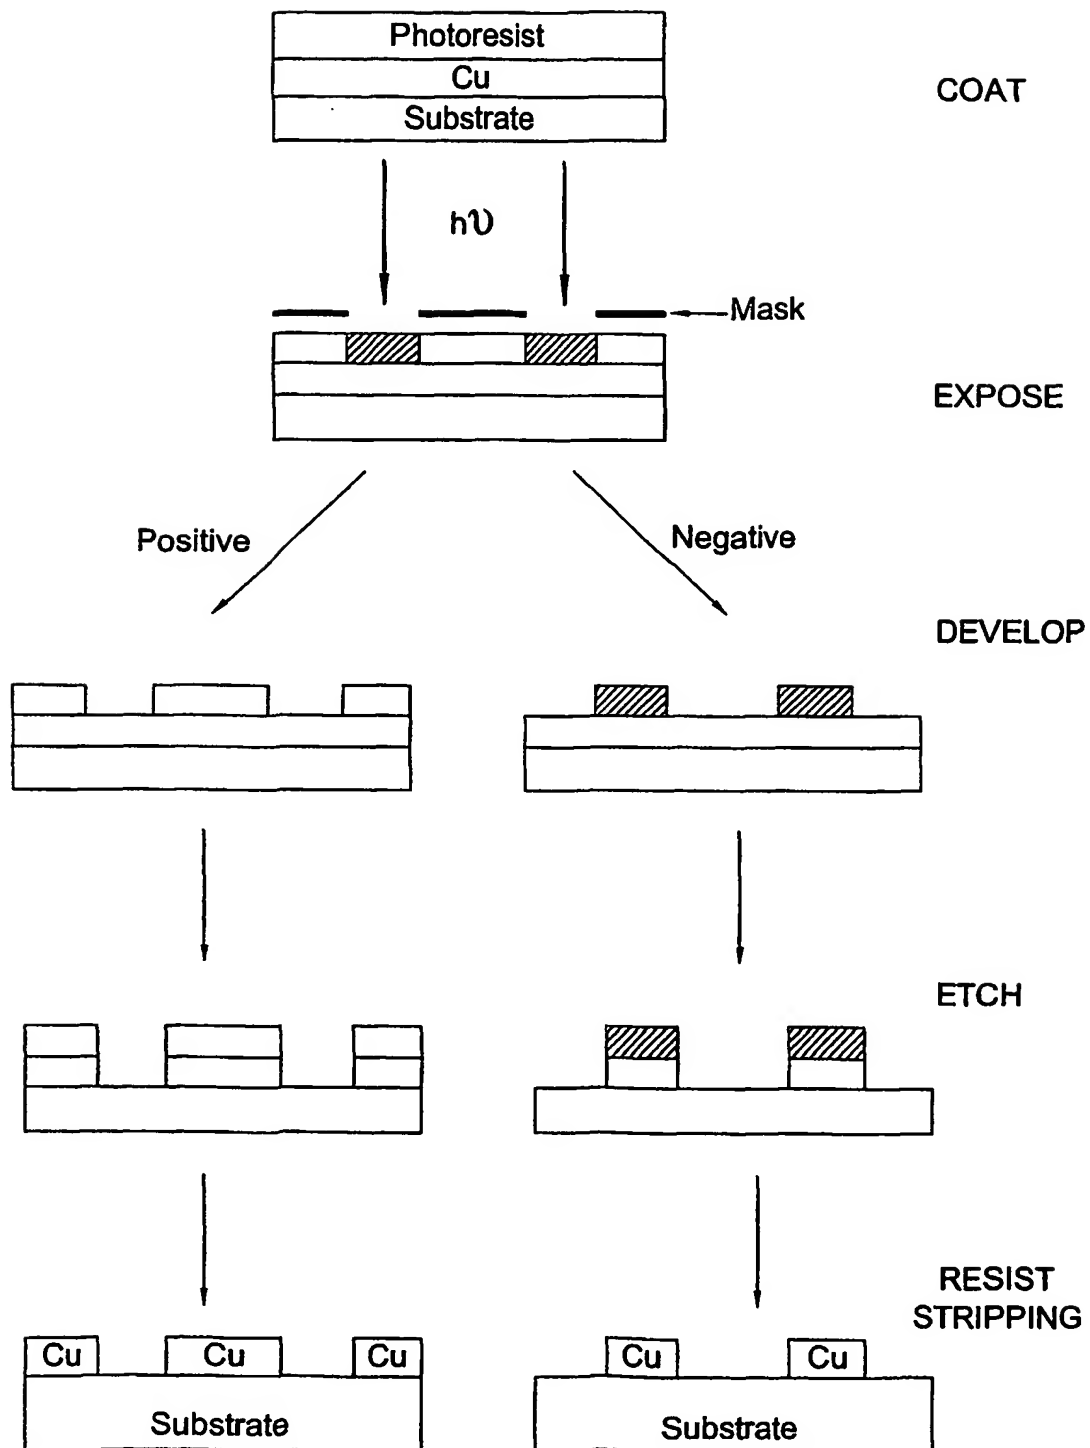 Photoresist
Cu
Substrate
COAT
hυ
Mask
EXPOSE
Positive
Negative
DEVELOP
ETCH
RESIST
STRIPPING
Cu
Cu
Cu
Substrate
Cu
Cu
Substrate